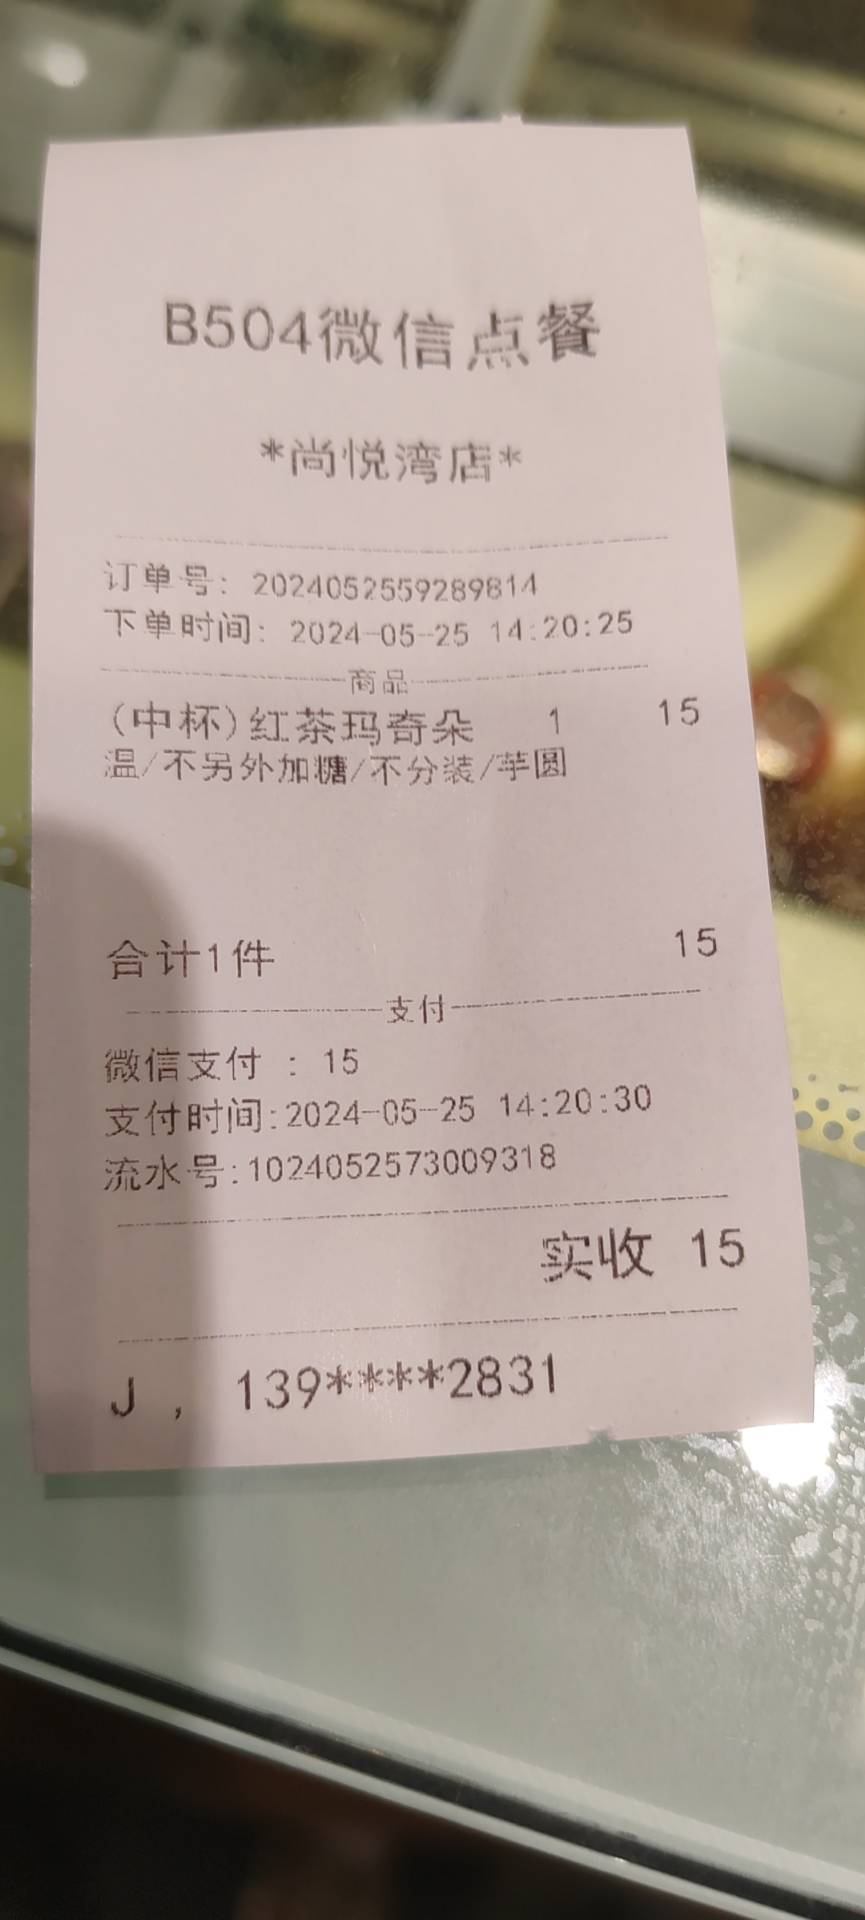 B504微信点餐
*尚悦湾店*
订单号: 2024052559289814
下单时间: 2024-05-25 14:20:25
商品
(中杯)红茶玛奇朵 1 15
温/不另外加糖/不分装/芋圆
合计1件 15
支付
微信支付 : 15
支付时间:2024-05-25 14:20:30
流水号:1024052573009318
实收 15
J , 139****2831